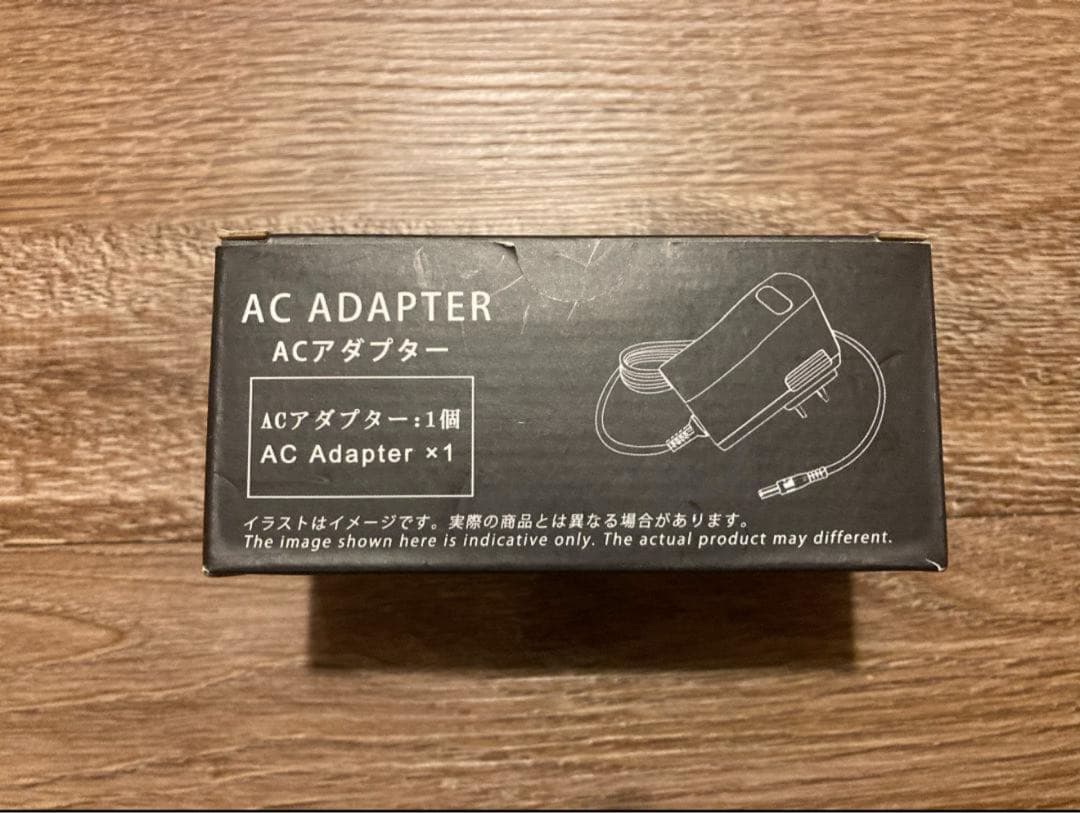 AC ADAPTER
ACアダプター
ACアダプター:1個
AC Adapter ×1
イラストはイメージです。実際の商品とは異なる場合があります。
The image shown here is indicative only. The actual product may different.